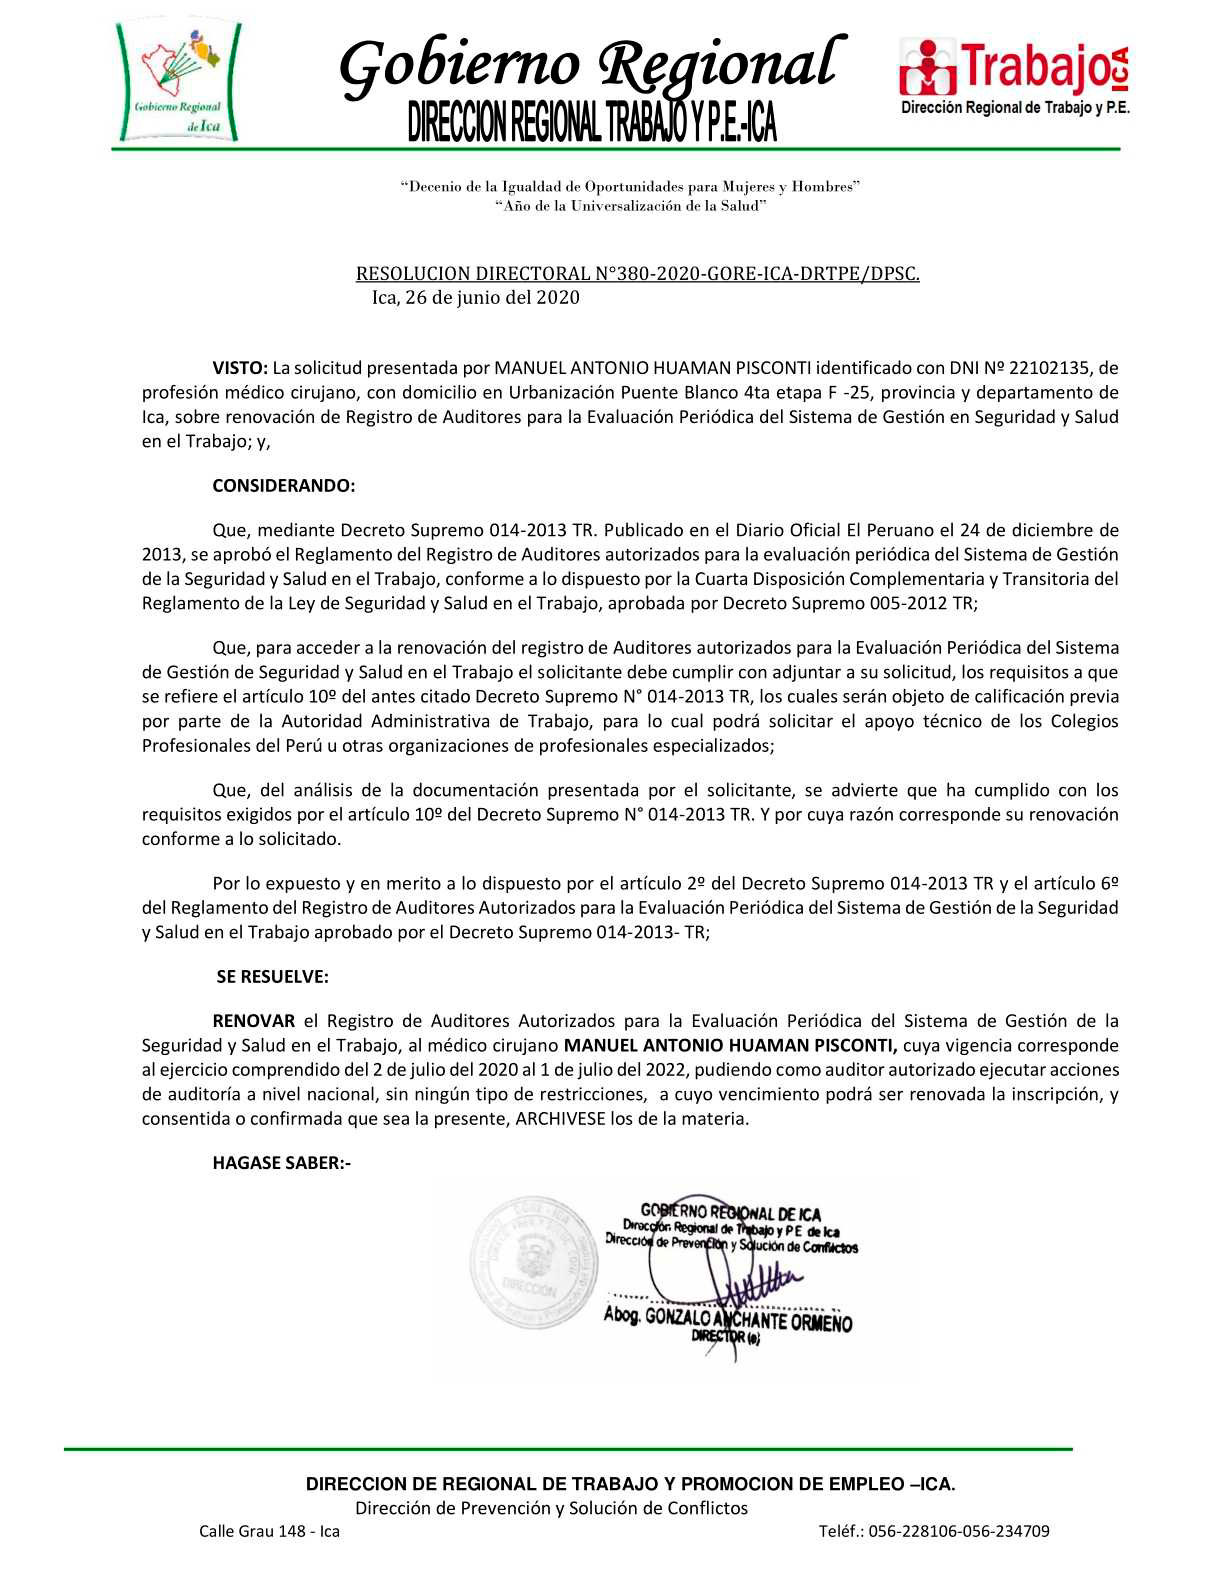 Gobierno Regional
de Ica
Gobierno Regional
DIRECCION REGIONAL TRABAJO Y P.E.-ICA
Trabajo ICA
Dirección Regional de Trabajo y P.E.
“Decenio de la Igualdad de Oportunidades para Mujeres y Hombres”
“Año de la Universalización de la Salud”
RESOLUCION DIRECTORAL N°380-2020-GORE-ICA-DRTPE/DPSC.
Ica, 26 de junio del 2020
VISTO: La solicitud presentada por MANUEL ANTONIO HUAMAN PISCONTI identificado con DNI Nº 22102135, de
profesión médico cirujano, con domicilio en Urbanización Puente Blanco 4ta etapa F -25, provincia y departamento de
Ica, sobre renovación de Registro de Auditores para la Evaluación Periódica del Sistema de Gestión en Seguridad y Salud
en el Trabajo; y,
CONSIDERANDO:
Que, mediante Decreto Supremo 014-2013 TR. Publicado en el Diario Oficial El Peruano el 24 de diciembre de
2013, se aprobó el Reglamento del Registro de Auditores autorizados para la evaluación periódica del Sistema de Gestión
de la Seguridad y Salud en el Trabajo, conforme a lo dispuesto por la Cuarta Disposición Complementaria y Transitoria del
Reglamento de la Ley de Seguridad y Salud en el Trabajo, aprobada por Decreto Supremo 005-2012 TR;
Que, para acceder a la renovación del registro de Auditores autorizados para la Evaluación Periódica del Sistema
de Gestión de Seguridad y Salud en el Trabajo el solicitante debe cumplir con adjuntar a su solicitud, los requisitos a que
se refiere el artículo 10º del antes citado Decreto Supremo N° 014-2013 TR, los cuales serán objeto de calificación previa
por parte de la Autoridad Administrativa de Trabajo, para lo cual podrá solicitar el apoyo técnico de los Colegios
Profesionales del Perú u otras organizaciones de profesionales especializados;
Que, del análisis de la documentación presentada por el solicitante, se advierte que ha cumplido con los
requisitos exigidos por el artículo 10º del Decreto Supremo N° 014-2013 TR. Y por cuya razón corresponde su renovación
conforme a lo solicitado.
Por lo expuesto y en merito a lo dispuesto por el artículo 2º del Decreto Supremo 014-2013 TR y el artículo 6º
del Reglamento del Registro de Auditores Autorizados para la Evaluación Periódica del Sistema de Gestión de la Seguridad
y Salud en el Trabajo aprobado por el Decreto Supremo 014-2013- TR;
SE RESUELVE:
RENOVAR el Registro de Auditores Autorizados para la Evaluación Periódica del Sistema de Gestión de la
Seguridad y Salud en el Trabajo, al médico cirujano MANUEL ANTONIO HUAMAN PISCONTI, cuya vigencia corresponde
al ejercicio comprendido del 2 de julio del 2020 al 1 de julio del 2022, pudiendo como auditor autorizado ejecutar acciones
de auditoría a nivel nacional, sin ningún tipo de restricciones, a cuyo vencimiento podrá ser renovada la inscripción, y
consentida o confirmada que sea la presente, ARCHIVESE los de la materia.
HAGASE SABER:-
GORE - ICA
DIRECCIÓN
GOBIERNO REGIONAL DE ICA
Dirección Regional de Trabajo y P E de Ica
Dirección de Prevención y Solución de Conflictos
Abog. GONZALO ANCHANTE ORMEÑO
DIRECTOR (e)
DIRECCION DE REGIONAL DE TRABAJO Y PROMOCION DE EMPLEO –ICA.
Dirección de Prevención y Solución de Conflictos
Calle Grau 148 - Ica Teléf.: 056-228106-056-234709